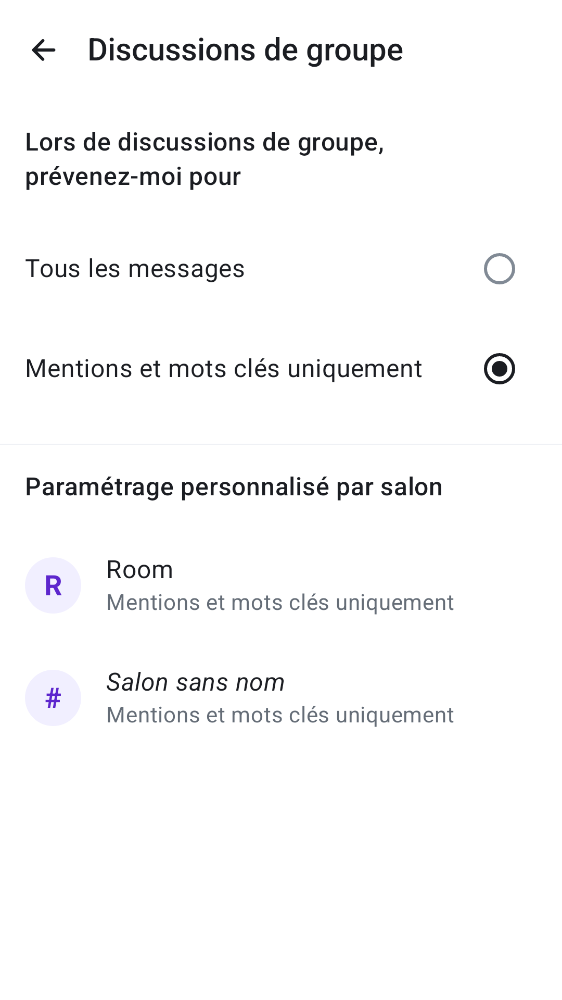 Discussions de groupe
Lors de discussions de groupe,
prévenez-moi pour
Tous les messages
Mentions et mots clés uniquement
Paramétrage personnalisé par salon
R
Room
Mentions et mots clés uniquement
#
Salon sans nom
Mentions et mots clés uniquement